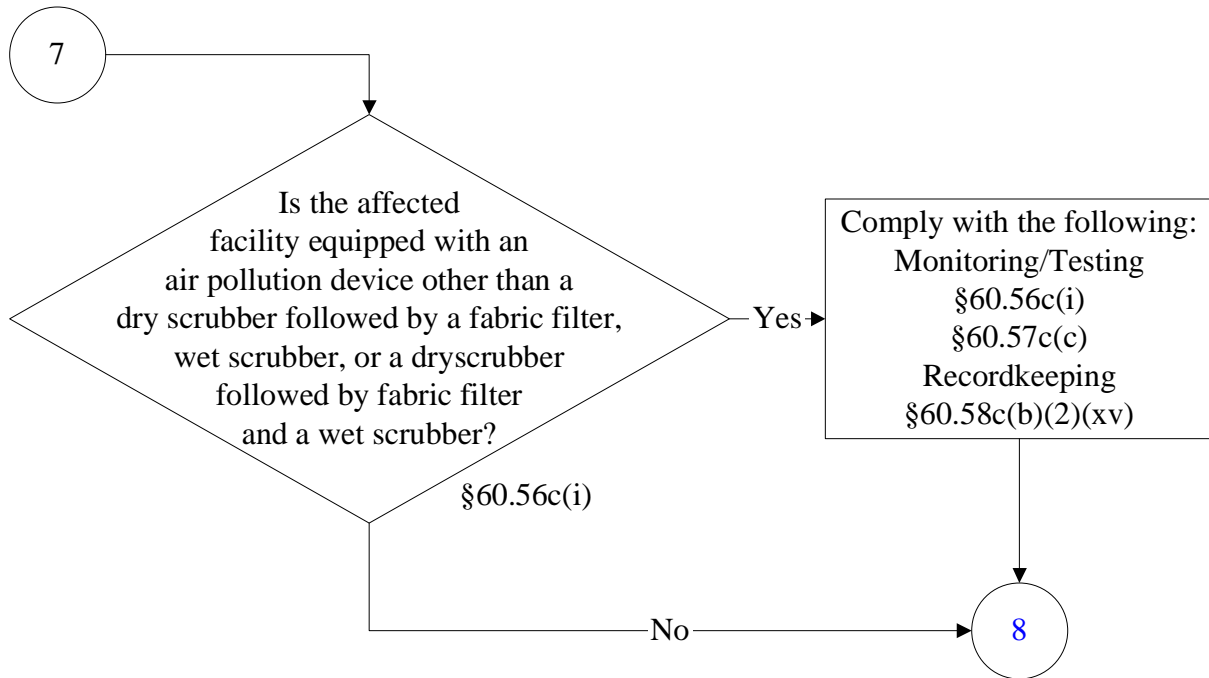 7
Is the affected
facility equipped with an
air pollution device other than a
dry scrubber followed by a fabric filter,
wet scrubber, or a dryscrubber
followed by fabric filter
and a wet scrubber?
§60.56c(i)
Yes
Comply with the following:
Monitoring/Testing
§60.56c(i)
§60.57c(c)
Recordkeeping
§60.58c(b)(2)(xv)
No
8